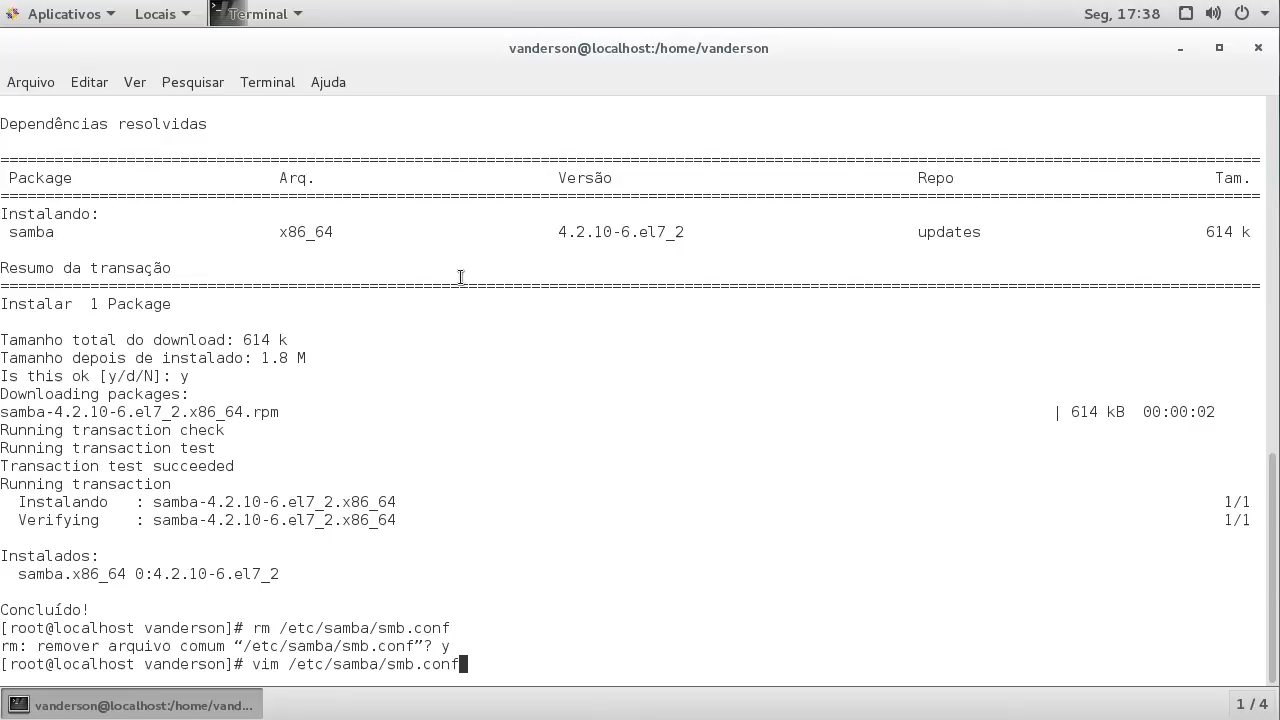 Aplicativos Locais Terminal Seg, 17:38
vanderson@localhost:/home/vanderson
Arquivo Editar Ver Pesquisar Terminal Ajuda
Dependências resolvidas
================================================================================
Package Arq. Versão Repo Tam.
================================================================================
Instalando:
samba x86_64 4.2.10-6.el7_2 updates 614 k
Resumo da transação
================================================================================
Instalar 1 Package
Tamanho total do download: 614 k
Tamanho depois de instalado: 1.8 M
Is this ok [y/d/N]: y
Downloading packages:
samba-4.2.10-6.el7_2.x86_64.rpm | 614 kB 00:00:02
Running transaction check
Running transaction test
Transaction test succeeded
Running transaction
Instalando : samba-4.2.10-6.el7_2.x86_64 1/1
Verifying : samba-4.2.10-6.el7_2.x86_64 1/1
Instalados:
samba.x86_64 0:4.2.10-6.el7_2
Concluído!
[root@localhost vanderson]# rm /etc/samba/smb.conf
rm: remover arquivo comum “/etc/samba/smb.conf”? y
[root@localhost vanderson]# vim /etc/samba/smb.conf
vanderson@localhost:/home/vand... 1 / 4